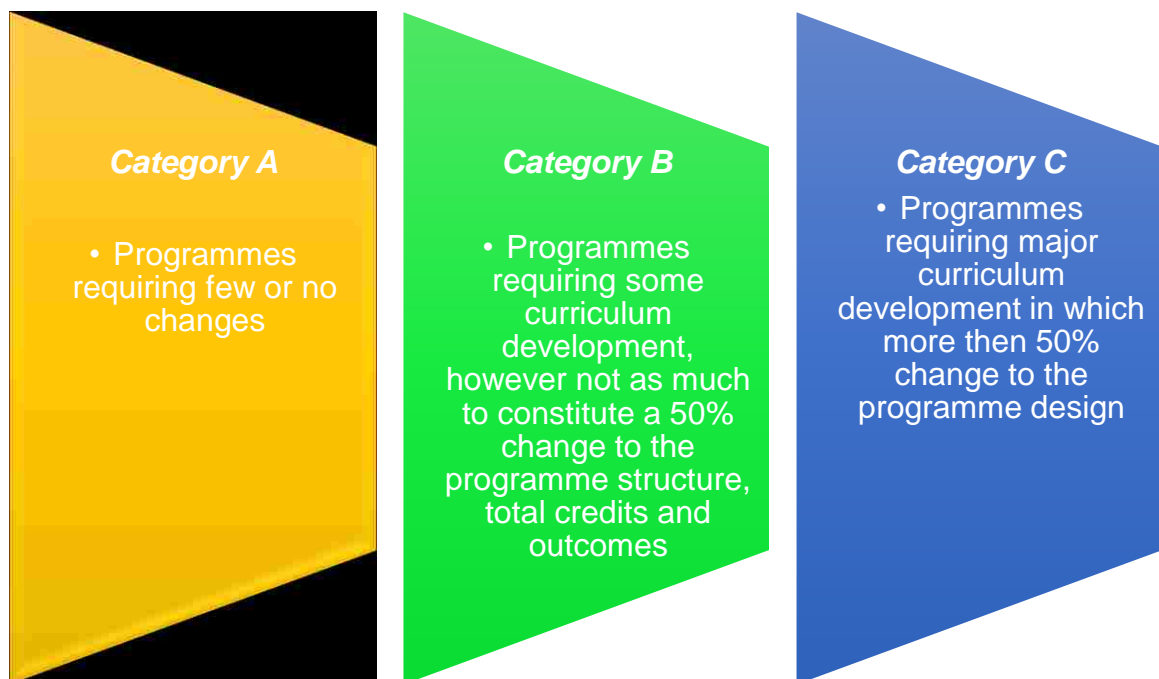 Category A
• Programmes
requiring few or no
changes
Category B
• Programmes
requiring some
curriculum
development,
however not as much
to constitute a 50%
change to the
programme structure,
total credits and
outcomes
Category C
• Programmes
requiring major
curriculum
development in which
more then 50%
change to the
programme design